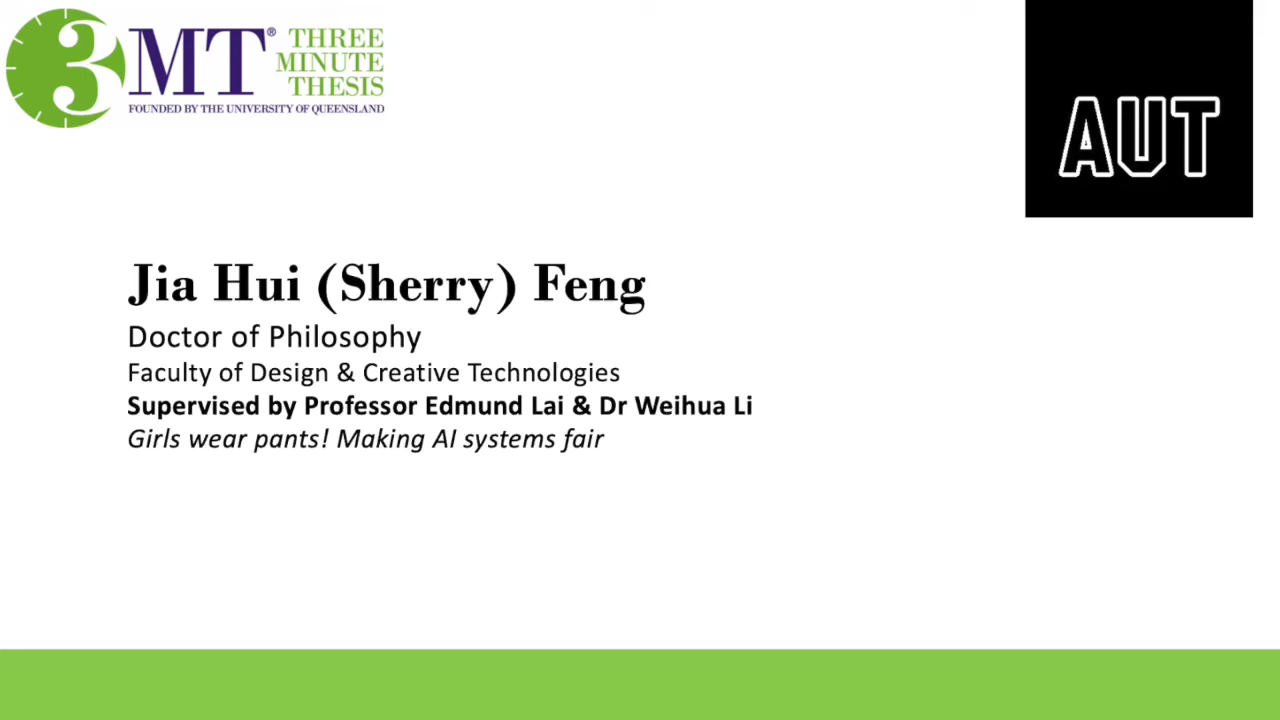 3MT® THREE
MINUTE
THESIS
FOUNDED BY THE UNIVERSITY OF QUEENSLAND
AUT
Jia Hui (Sherry) Feng
Doctor of Philosophy
Faculty of Design & Creative Technologies
Supervised by Professor Edmund Lai & Dr Weihua Li
Girls wear pants! Making AI systems fair